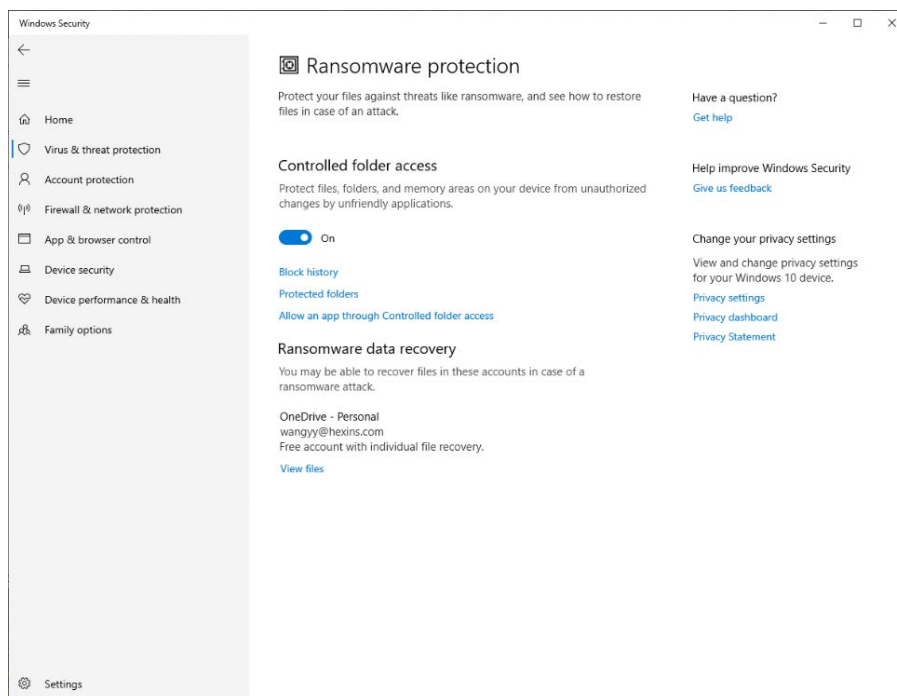 Windows Security
Home
Virus & threat protection
Account protection
Firewall & network protection
App & browser control
Device security
Device performance & health
Family options
Settings
Ransomware protection
Protect your files against threats like ransomware, and see how to restore
files in case of an attack.
Controlled folder access
Protect files, folders, and memory areas on your device from unauthorized
changes by unfriendly applications.
On
Block history
Protected folders
Allow an app through Controlled folder access
Ransomware data recovery
You may be able to recover files in these accounts in case of a
ransomware attack.
OneDrive - Personal
wangyy@hexins.com
Free account with individual file recovery.
View files
Have a question?
Get help
Help improve Windows Security
Give us feedback
Change your privacy settings
View and change privacy settings
for your Windows 10 device.
Privacy settings
Privacy dashboard
Privacy Statement